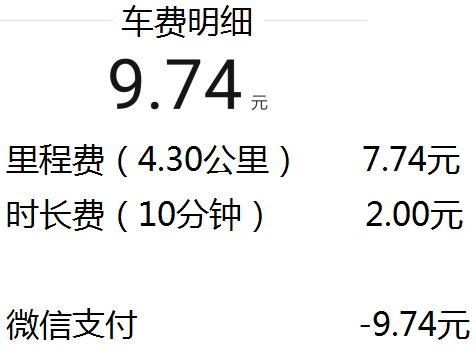 车费明细
9.74元
里程费（4.30公里） 7.74元
时长费（10分钟） 2.00元
微信支付 -9.74元